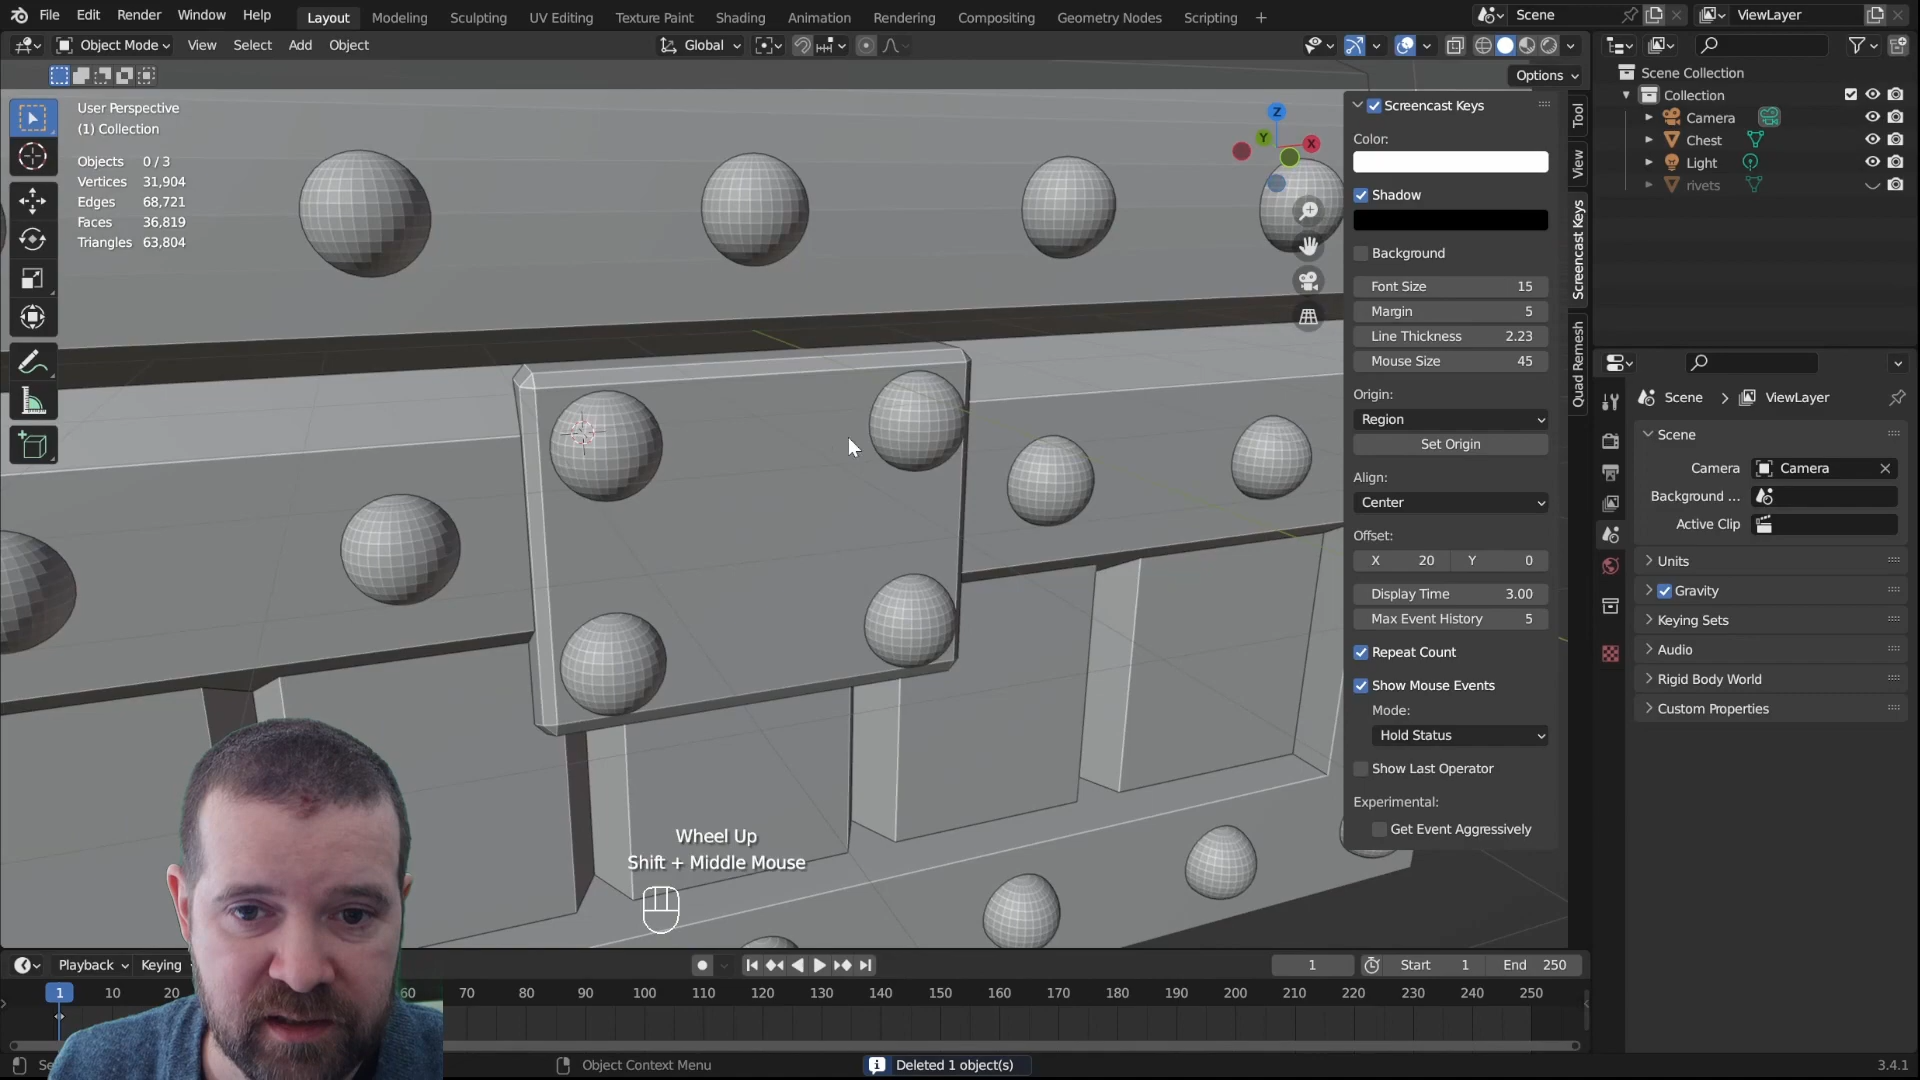 File Edit Render Window Help Layout Modeling Sculpting UV Editing Texture Paint Shading Animation Rendering Compositing Geometry Nodes Scripting Scene ViewLayer
Object Mode View Select Add Object Global
Options
User Perspective
(1) Collection
Objects 0 / 3
Vertices 31,904
Edges 68,721
Faces 36,819
Triangles 63,804
Z
Y
X
Screencast Keys
Color:
Shadow
Background
Font Size 15
Margin 5
Line Thickness 2.23
Mouse Size 45
Origin:
Region
Set Origin
Align:
Center
Offset:
X 20 Y 0
Display Time 3.00
Max Event History 5
Repeat Count
Show Mouse Events
Mode:
Hold Status
Show Last Operator
Experimental:
Get Event Aggressively
Tool
View
Screencast Keys
Quad Remesh
Scene Collection
Collection
Camera
Chest
Light
rivets
Scene ViewLayer
Scene
Camera Camera
Background ...
Active Clip
Units
Gravity
Keying Sets
Audio
Rigid Body World
Custom Properties
Wheel Up
Shift + Middle Mouse
Playback Keying 1 Start 1 End 250
1 10 20 60 70 80 90 100 110 120 130 140 150 160 170 180 190 200 210 220 230 240 250
Object Context Menu Deleted 1 object(s) 3.4.1